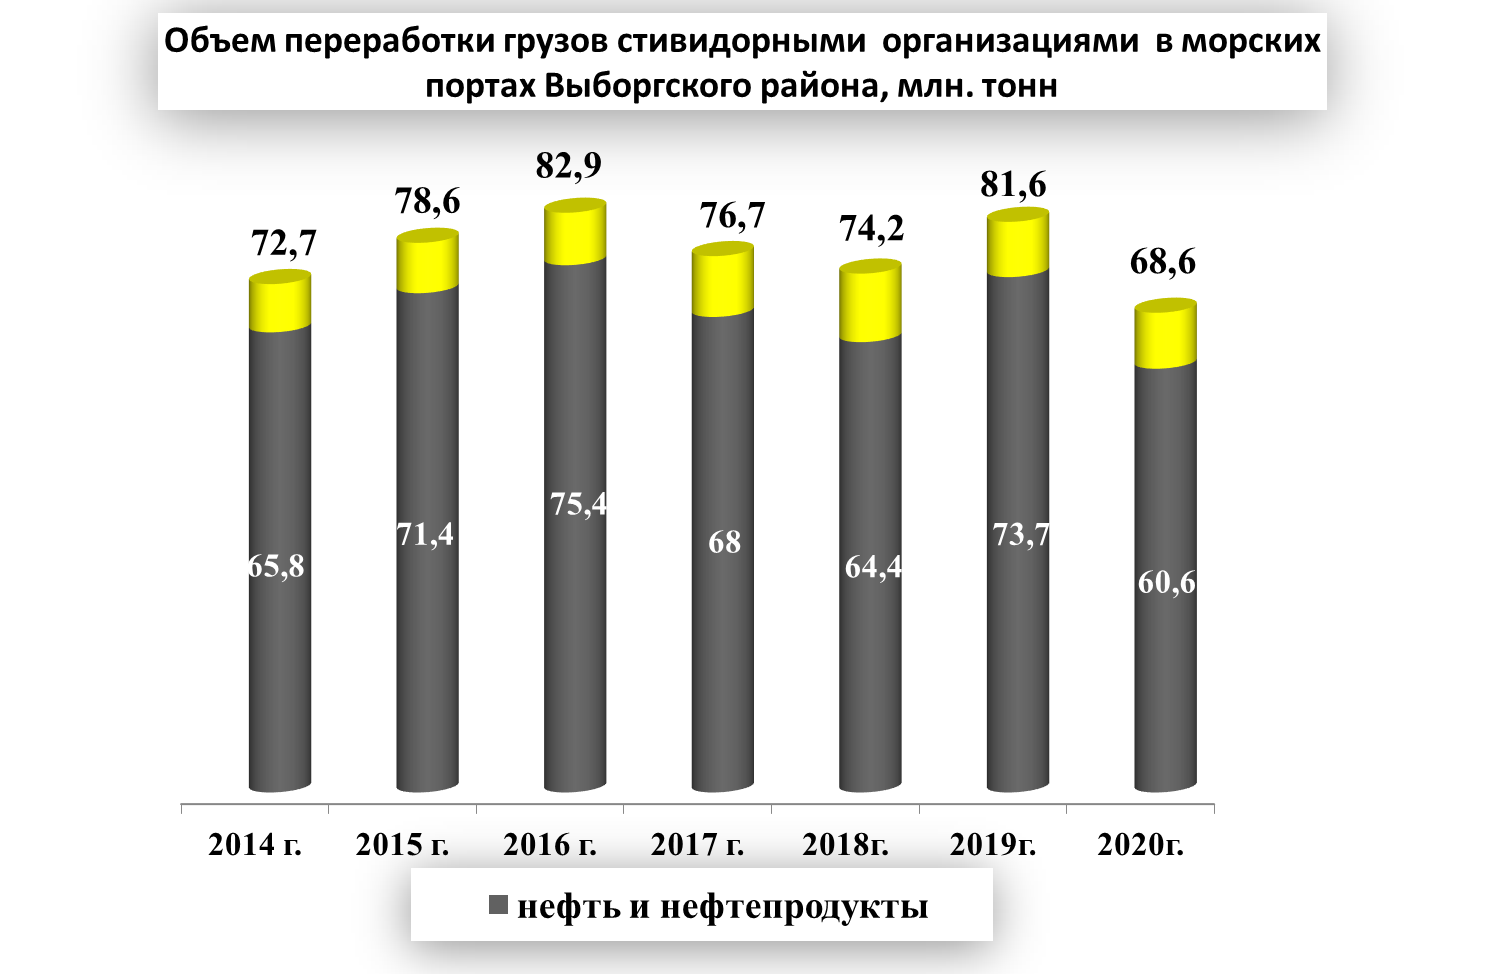 Объем переработки грузов стивидорными организациями в морских
портах Выборгского района, млн. тонн
72,7
78,6
82,9
76,7
74,2
81,6
68,6
65,8
71,4
75,4
68
64,4
73,7
60,6
2014 г.
2015 г.
2016 г.
2017 г.
2018г.
2019г.
2020г.
нефть и нефтепродукты